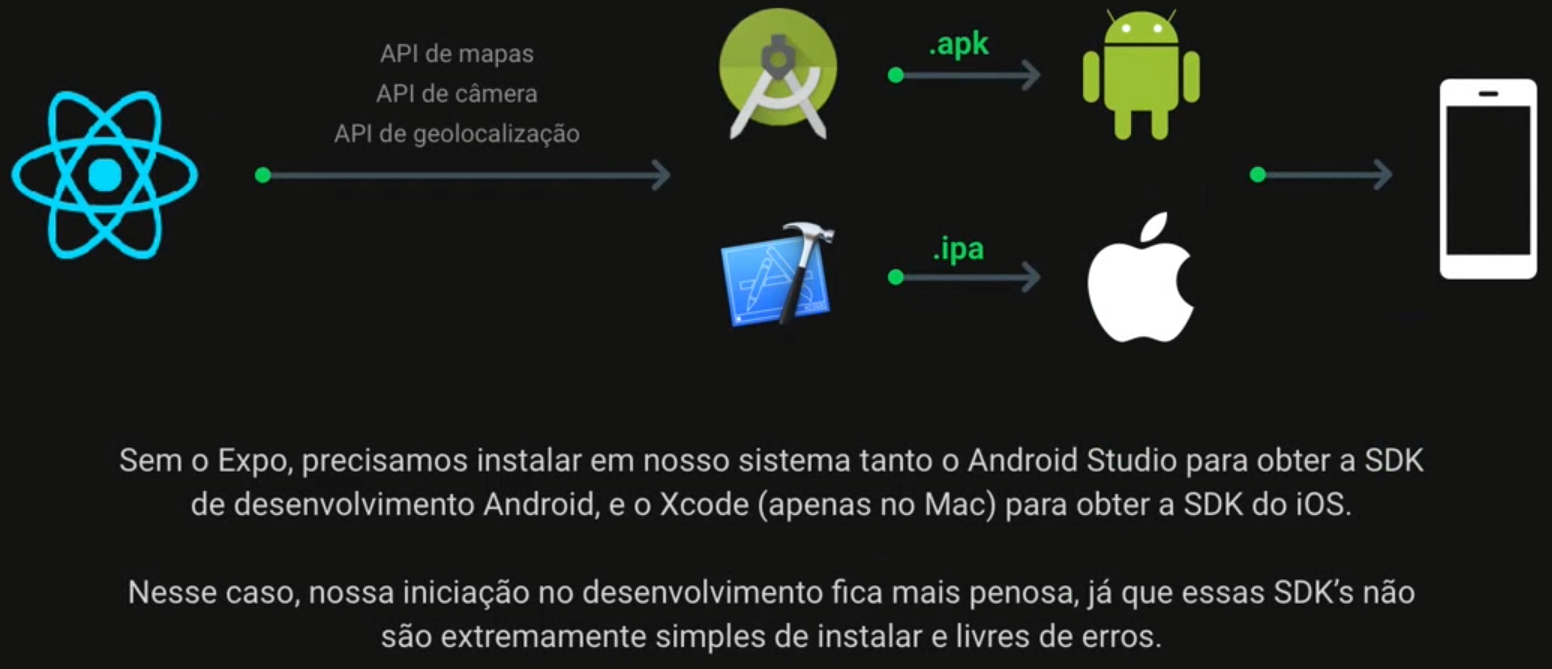 API de mapas
API de câmera
API de geolocalização
.apk
.ipa
Sem o Expo, precisamos instalar em nosso sistema tanto o Android Studio para obter a SDK
de desenvolvimento Android, e o Xcode (apenas no Mac) para obter a SDK do iOS.
Nesse caso, nossa iniciação no desenvolvimento fica mais penosa, já que essas SDK's não
são extremamente simples de instalar e livres de erros.